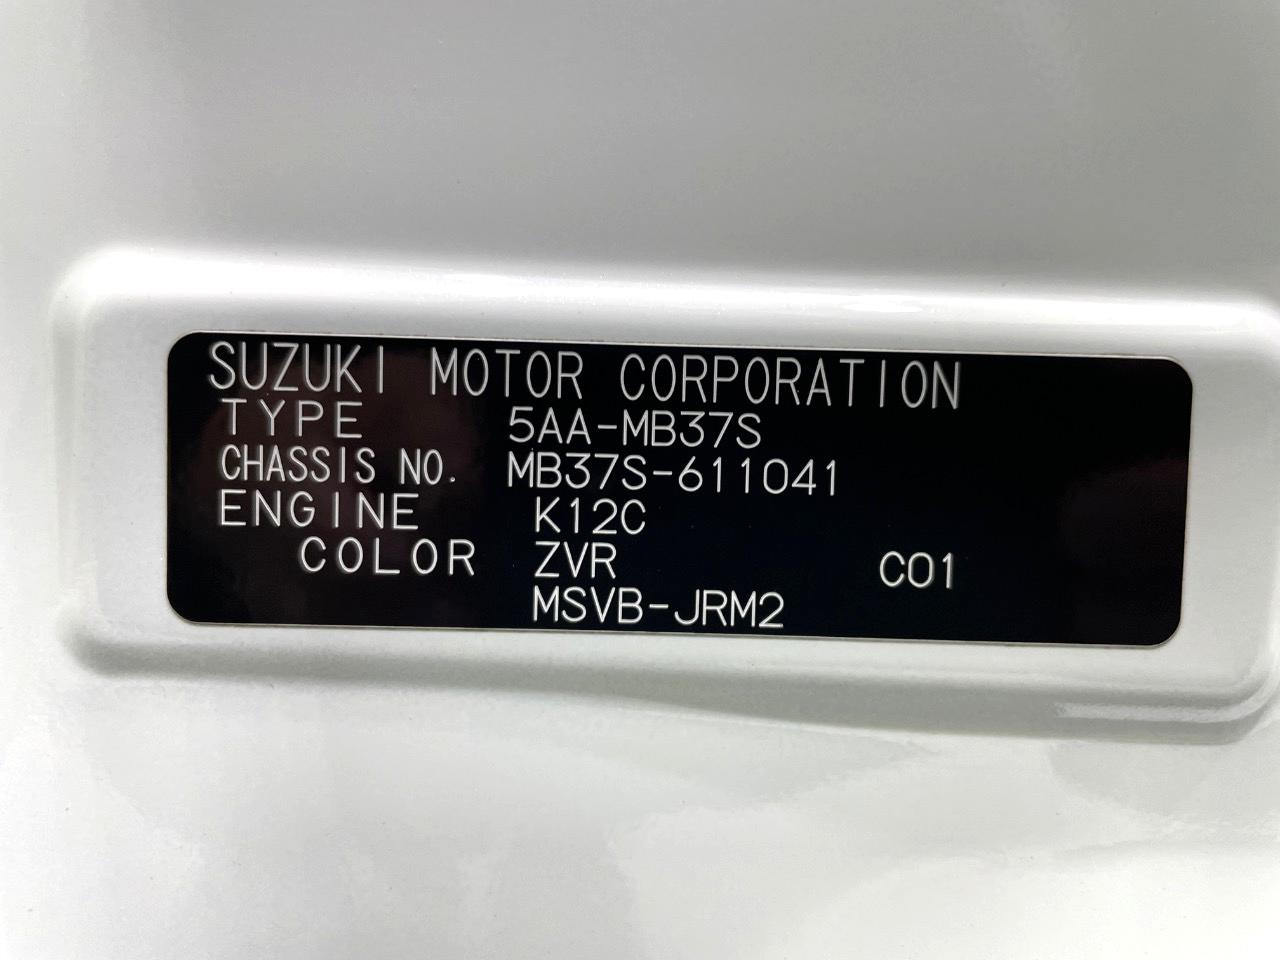 SUZUKI MOTOR CORPORATION
TYPE 5AA-MB37S
CHASSIS NO. MB37S-611041
ENGINE K12C
COLOR ZVR C01
MSVB-JRM2